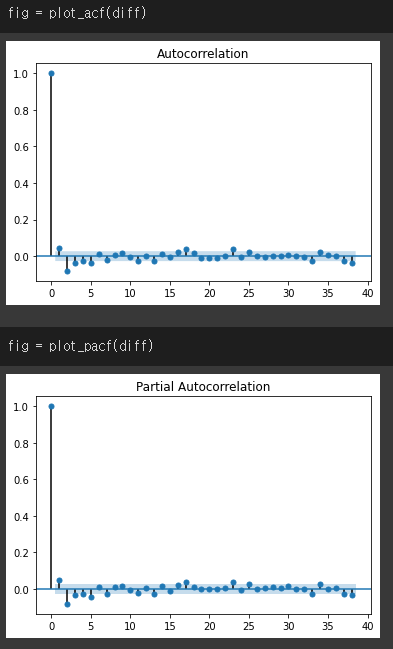 fig = plot_acf(diff)
Autocorrelation
1.0
0.8
0.6
0.4
0.2
0.0
0 5 10 15 20 25 30 35 40
fig = plot_pacf(diff)
Partial Autocorrelation
1.0
0.8
0.6
0.4
0.2
0.0
0 5 10 15 20 25 30 35 40